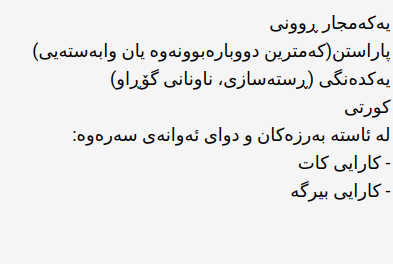 یەکەمجار ڕوونی
پاراستن(کەمترین دووبارەبوونەوە یان وابەستەیی)
یەکدەنگی (ڕستەسازی، ناونانی گۆڕاو)
کورتی
لە ئاستە بەرزەکان و دوای ئەوانەی سەرەوە:
- کارایی کات
- کارایی بیرگە